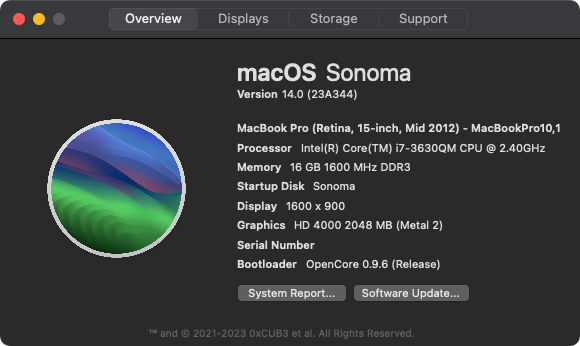 Overview Displays Storage Support
macOS Sonoma
Version 14.0 (23A344)
MacBook Pro (Retina, 15-inch, Mid 2012) - MacBookPro10,1
Processor Intel(R) Core(TM) i7-3630QM CPU @ 2.40GHz
Memory 16 GB 1600 MHz DDR3
Startup Disk Sonoma
Display 1600 x 900
Graphics HD 4000 2048 MB (Metal 2)
Serial Number
Bootloader OpenCore 0.9.6 (Release)
System Report... Software Update...
™ and © 2021-2023 0xCUB3 et al. All Rights Reserved.